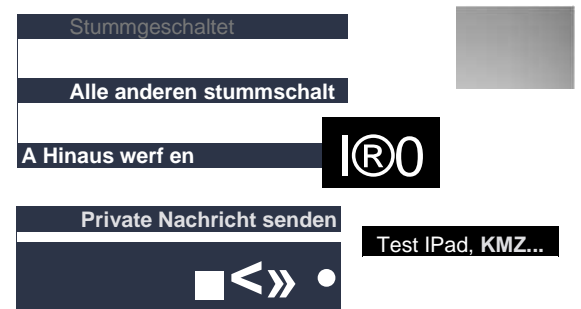 Stummgeschaltet
Alle anderen stummschalt
A Hinaus werf en
I®0
Private Nachricht senden
Test IPad, KMZ...
■<» •